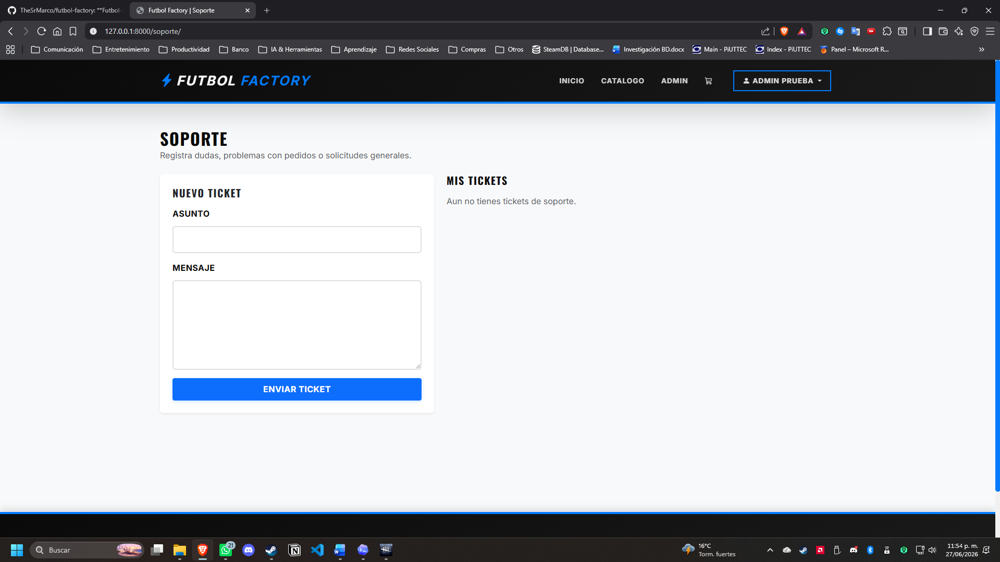 TheSrMarco/futbol-factory: **Futbol-
Futbol Factory | Soporte
127.0.0.1:8000/soporte/
Comunicación
Entretenimiento
Productividad
Banco
IA & Herramientas
Aprendizaje
Redes Sociales
Compras
Otros
SteamDB | Database...
Investigación BD.docx
Main - PiUTTEC
Index - PiUTTEC
Panel – Microsoft R...
FUTBOL FACTORY
INICIO
CATALOGO
ADMIN
ADMIN PRUEBA
SOPORTE
Registra dudas, problemas con pedidos o solicitudes generales.
NUEVO TICKET
ASUNTO
MENSAJE
ENVIAR TICKET
MIS TICKETS
Aun no tienes tickets de soporte.
Buscar
21
16°C
Torm. fuertes
11:54 p. m.
27/06/2026